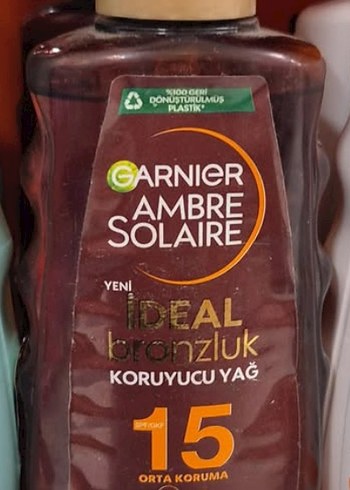 %100 GERİ
DÖNÜŞTÜRÜLMÜŞ
PLASTİK*
GARNIER
AMBRE
SOLAIRE
YENİ
İDEAL
bronzluk
KORUYUCU YAĞ
15
ORTA KORUMA